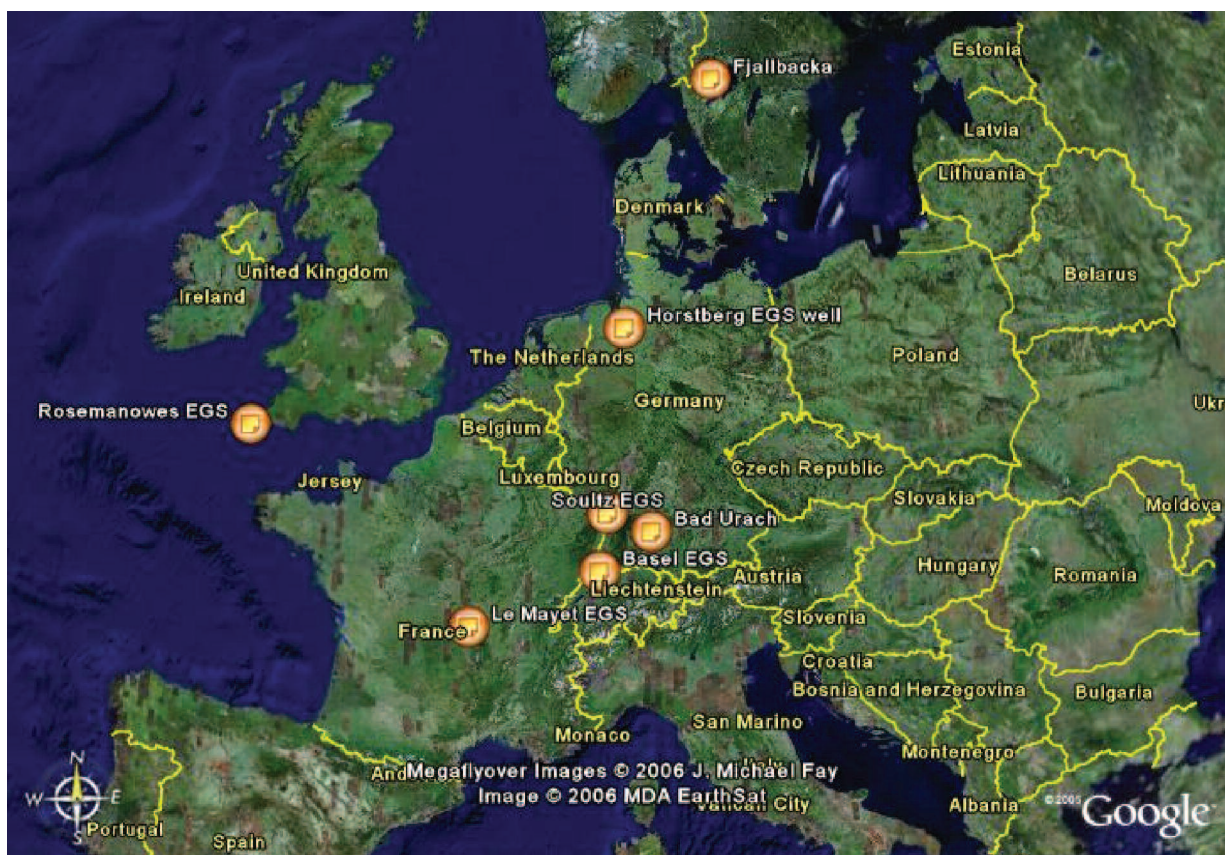 Fjallbacka
Estonia
Latvia
Lithuania
Denmark
United Kingdom
Ireland
Belarus
Horstberg EGS well
The Netherlands
Poland
Germany
Ukr
Rosemanowes EGS
Belgium
Czech Republic
Luxembourg
Jersey
Slovakia
Soultz EGS
Moldova
Bad Urach
Basel EGS
Hungary
Austria
Romania
Liechtenstein
Le Mayet EGS
France
Slovenia
Croatia
Bosnia and Herzegovina
Bulgaria
San Marino
Monaco
Montenegro
N
W E
S
Megaflyover Images © 2006 J. Michael Fay
Image © 2006 MDA EarthSat
Vatican City
Albania
Google
Portugal
Spain